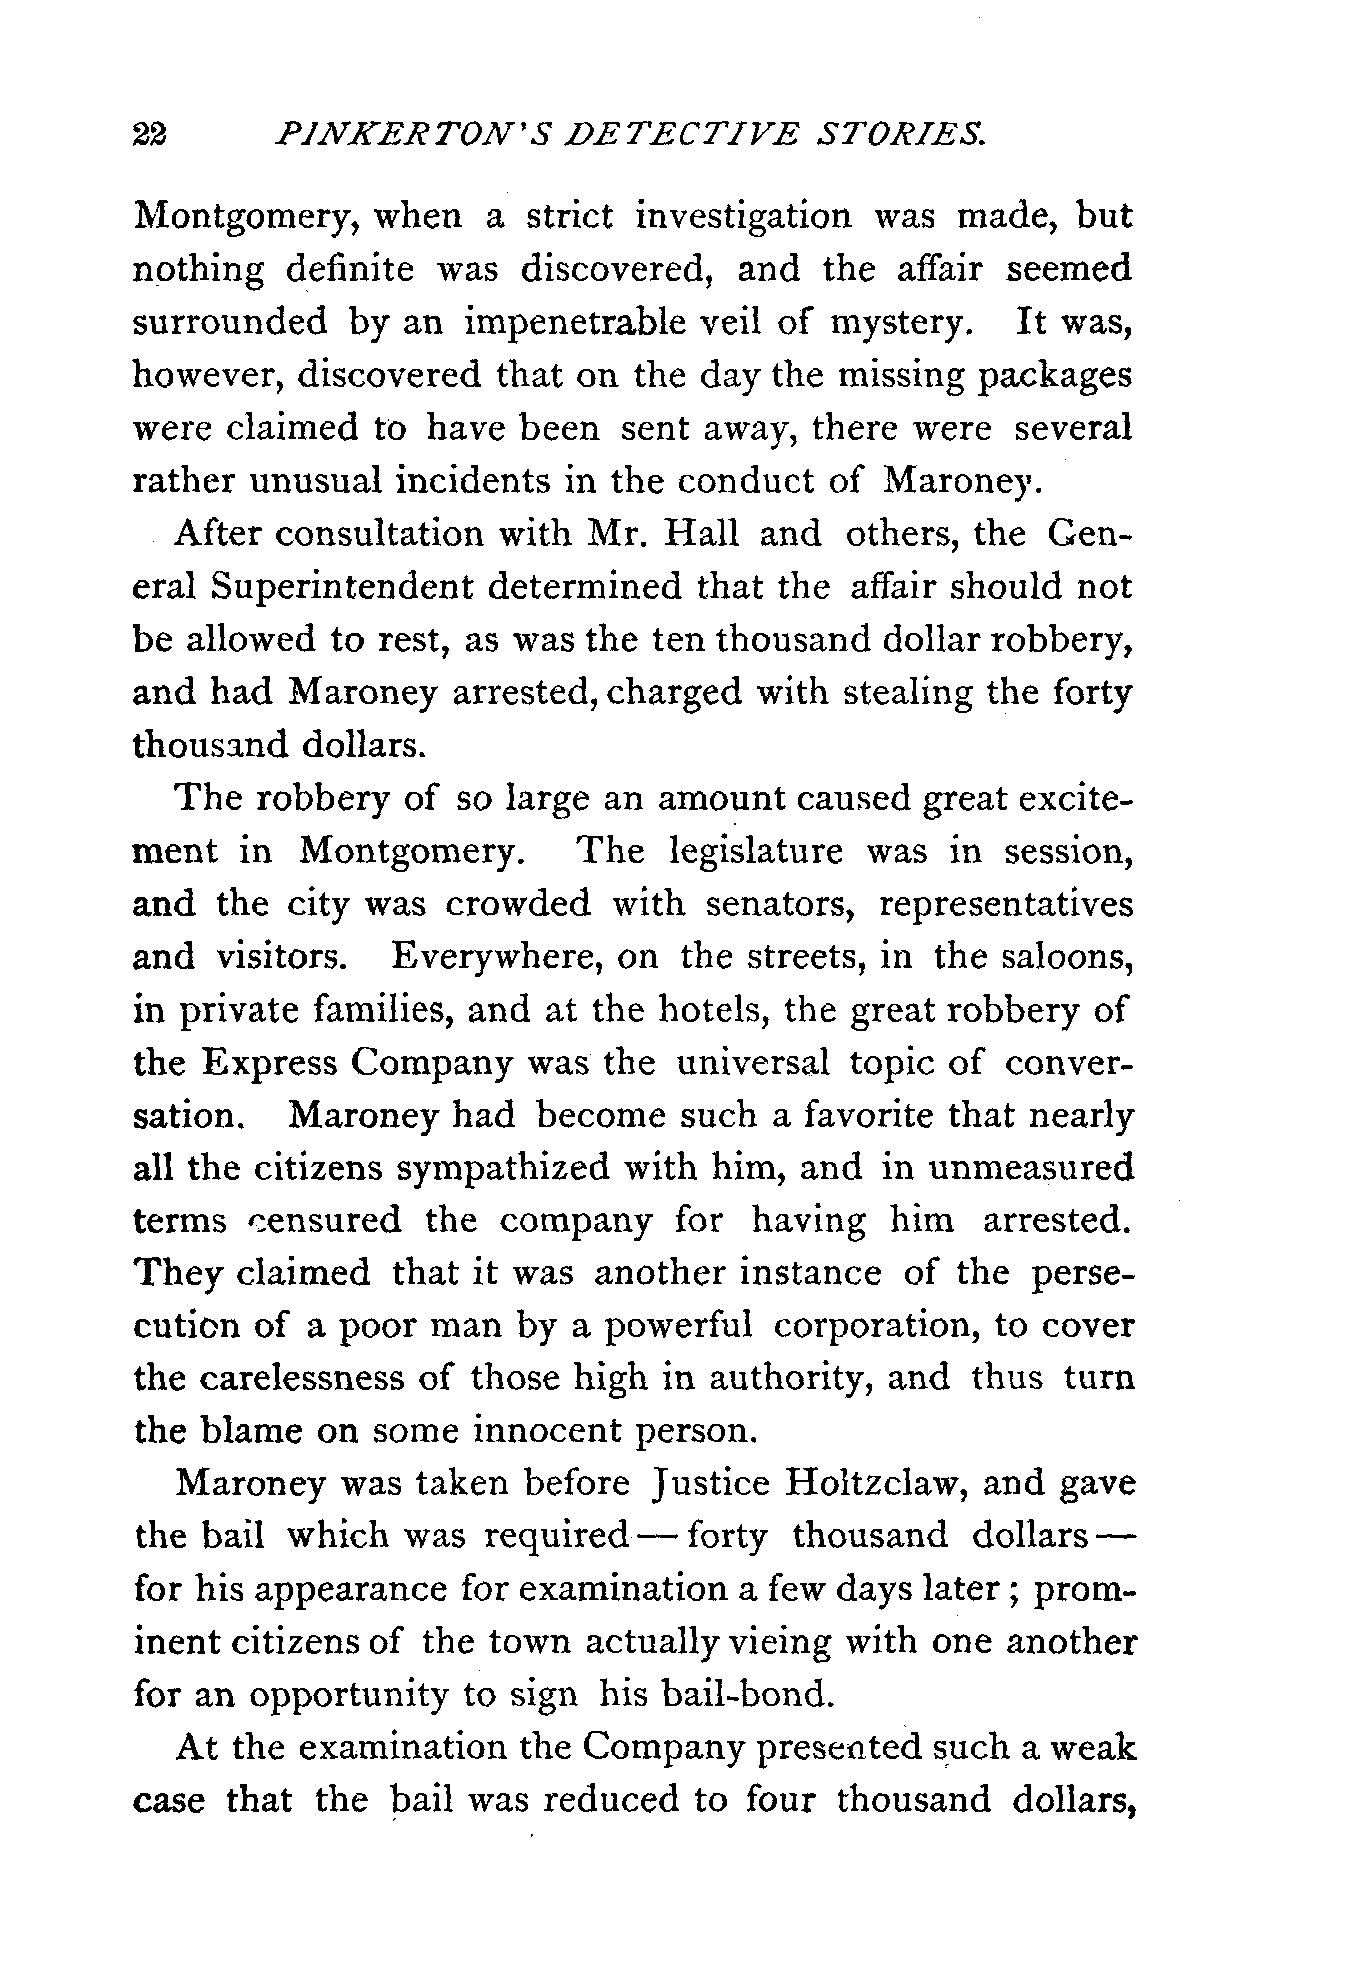 22 PINKERTON'S DETECTIVE STORIES.
Montgomery, when a strict investigation was made, but
nothing definite was discovered, and the affair seemed
surrounded by an impenetrable veil of mystery. It was,
however, discovered that on the day the missing packages
were claimed to have been sent away, there were several
rather unusual incidents in the conduct of Maroney.
After consultation with Mr. Hall and others, the Gen-
eral Superintendent determined that the affair should not
be allowed to rest, as was the ten thousand dollar robbery,
and had Maroney arrested, charged with stealing the forty
thousand dollars.
The robbery of so large an amount caused great excite-
ment in Montgomery. The legislature was in session,
and the city was crowded with senators, representatives
and visitors. Everywhere, on the streets, in the saloons,
in private families, and at the hotels, the great robbery of
the Express Company was the universal topic of conver-
sation. Maroney had become such a favorite that nearly
all the citizens sympathized with him, and in unmeasured
terms censured the company for having him arrested.
They claimed that it was another instance of the perse-
cution of a poor man by a powerful corporation, to cover
the carelessness of those high in authority, and thus turn
the blame on some innocent person.
Maroney was taken before Justice Holtzclaw, and gave
the bail which was required — forty thousand dollars —
for his appearance for examination a few days later ; prom-
inent citizens of the town actually vieing with one another
for an opportunity to sign his bail-bond.
At the examination the Company presented such a weak
case that the bail was reduced to four thousand dollars,